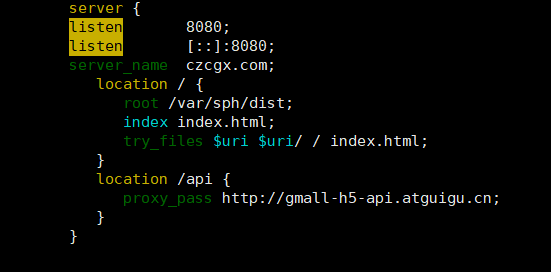 server {
listen 8080;
listen [::]:8080;
server_name czcgx.com;
location / {
root /var/sph/dist;
index index.html;
try_files $uri $uri/ / index.html;
}
location /api {
proxy_pass http://gmall-h5-api.atguigu.cn;
}
}